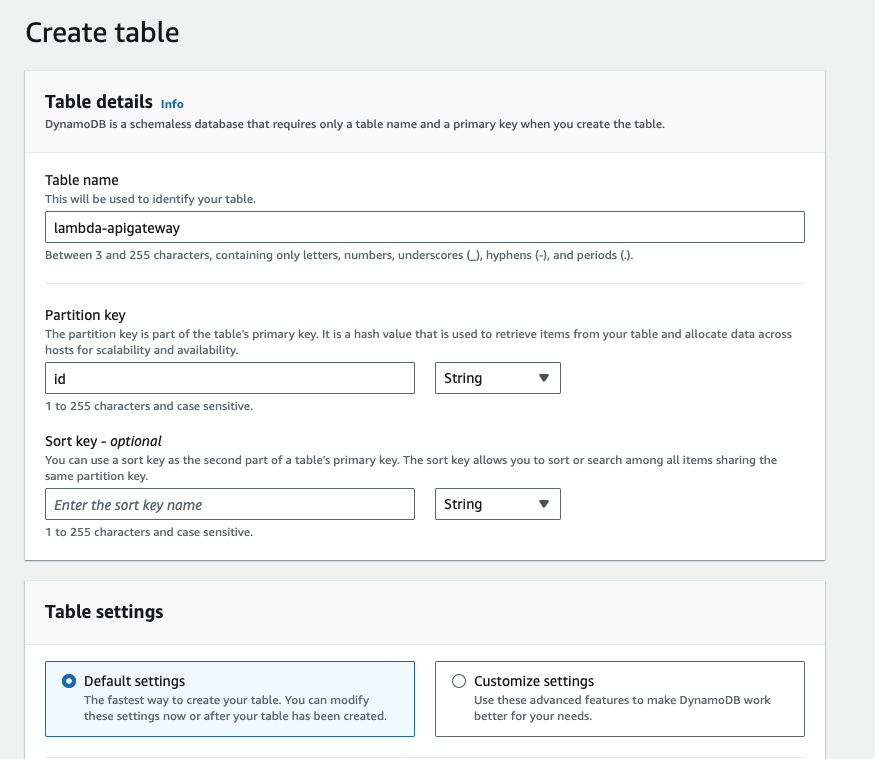 Create table
Table details Info
DynamoDB is a schemaless database that requires only a table name and a primary key when you create the table.
Table name
This will be used to identify your table.
lambda-apigateway
Between 3 and 255 characters, containing only letters, numbers, underscores (_), hyphens (-), and periods (.).
Partition key
The partition key is part of the table's primary key. It is a hash value that is used to retrieve items from your table and allocate data across
hosts for scalability and availability.
id String
1 to 255 characters and case sensitive.
Sort key - optional
You can use a sort key as the second part of a table's primary key. The sort key allows you to sort or search among all items sharing the
same partition key.
Enter the sort key name String
1 to 255 characters and case sensitive.
Table settings
Default settings
The fastest way to create your table. You can modify
these settings now or after your table has been created.
Customize settings
Use these advanced features to make DynamoDB work
better for your needs.